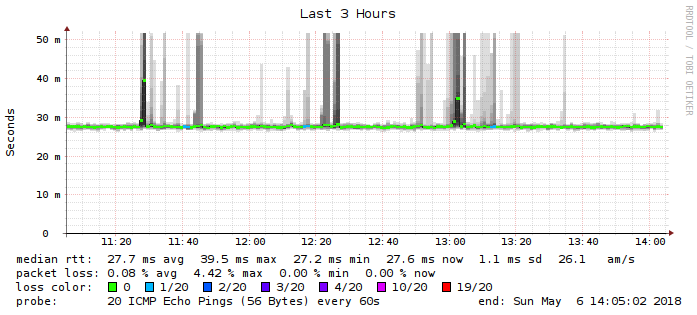 Last 3 Hours
RRDTOOL / TOBI OETIKER
Seconds
50 m
40 m
30 m
20 m
10 m
0
11:20 11:40 12:00 12:20 12:40 13:00 13:20 13:40 14:00
median rtt: 27.7 ms avg 39.5 ms max 27.2 ms min 27.6 ms now 1.1 ms sd 26.1 am/s
packet loss: 0.08 % avg 4.42 % max 0.00 % min 0.00 % now
loss color: 0 1/20 2/20 3/20 4/20 10/20 19/20
probe: 20 ICMP Echo Pings (56 Bytes) every 60s end: Sun May 6 14:05:02 2018